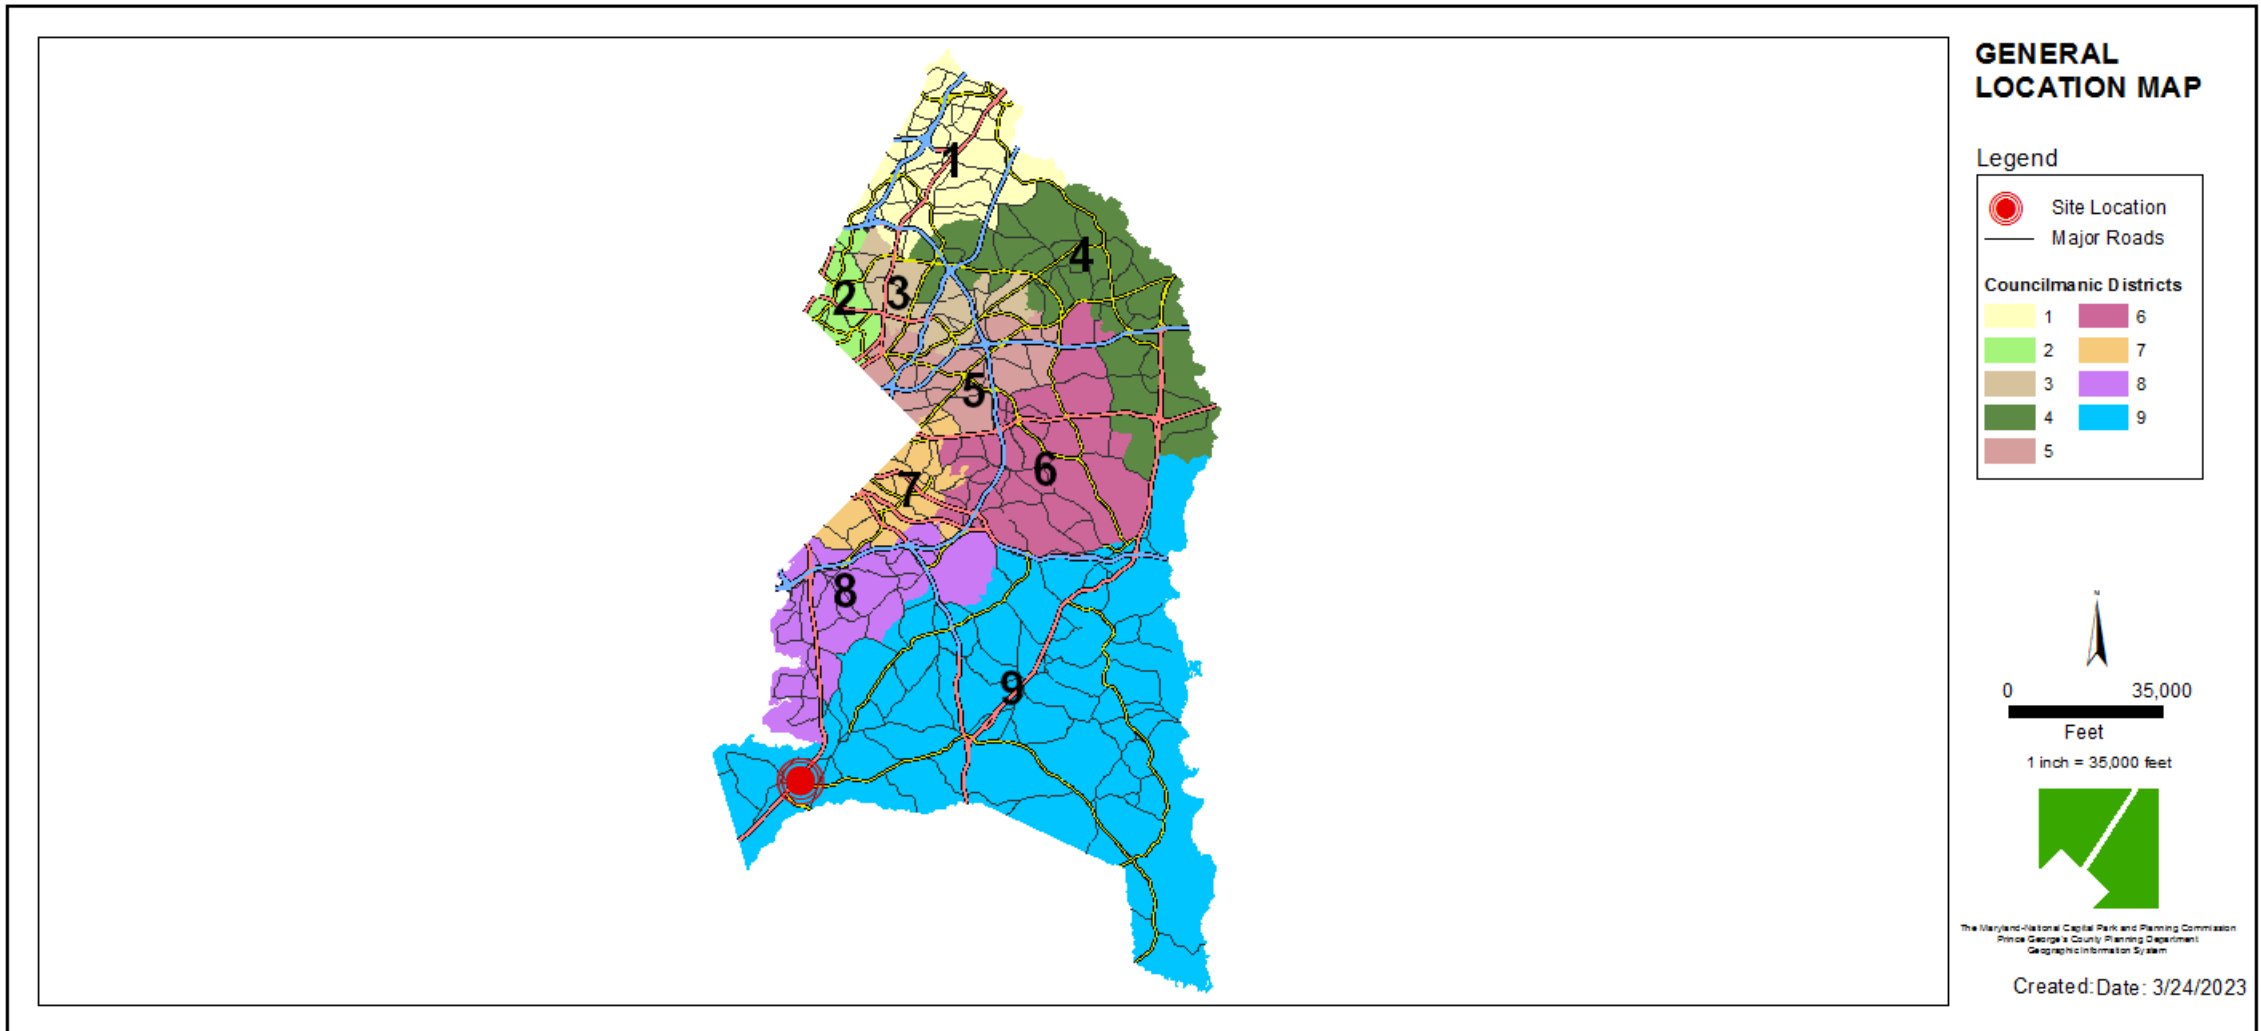 GENERAL
LOCATION MAP
Legend
Site Location
Major Roads
Councilmanic Districts
1 6
2 7
3 8
4 9
5
1
4
2
3
5
6
7
8
9
N
0 35,000
Feet
1 inch = 35,000 feet
The Maryland-National Capital Park and Planning Commission
Prince George's County Planning Department
Geographic Information System
Created: Date: 3/24/2023